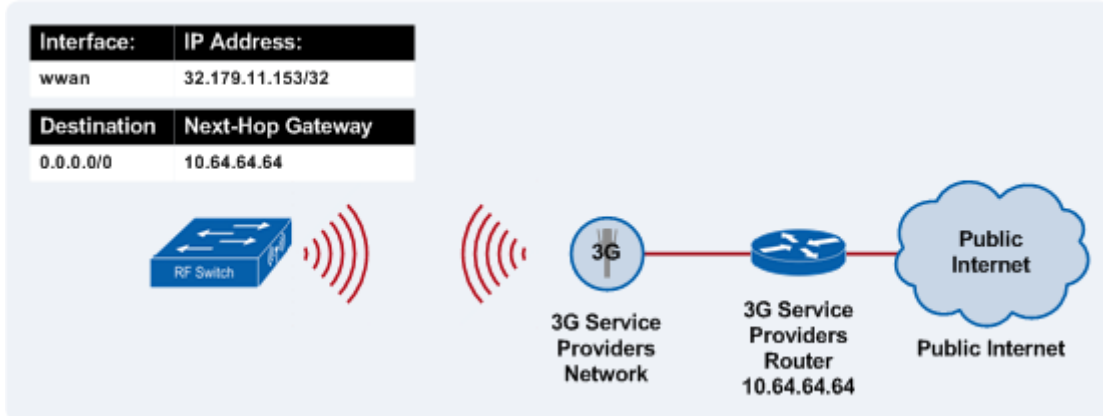 Interface: IP Address:
wwan 32.179.11.153/32
Destination Next-Hop Gateway
0.0.0.0/0 10.64.64.64
RF Switch
3G
3G Service
Providers
Network
3G Service
Providers
Router
10.64.64.64
Public
Internet
Public Internet